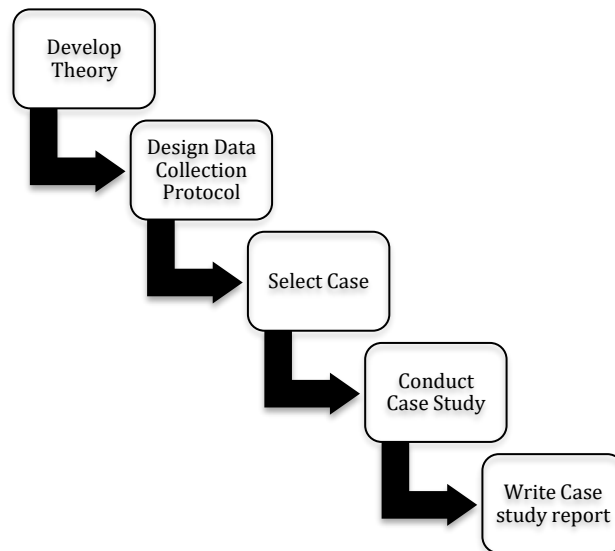 Develop
Theory
Design Data
Collection
Protocol
Select Case
Conduct
Case Study
Write Case
study report